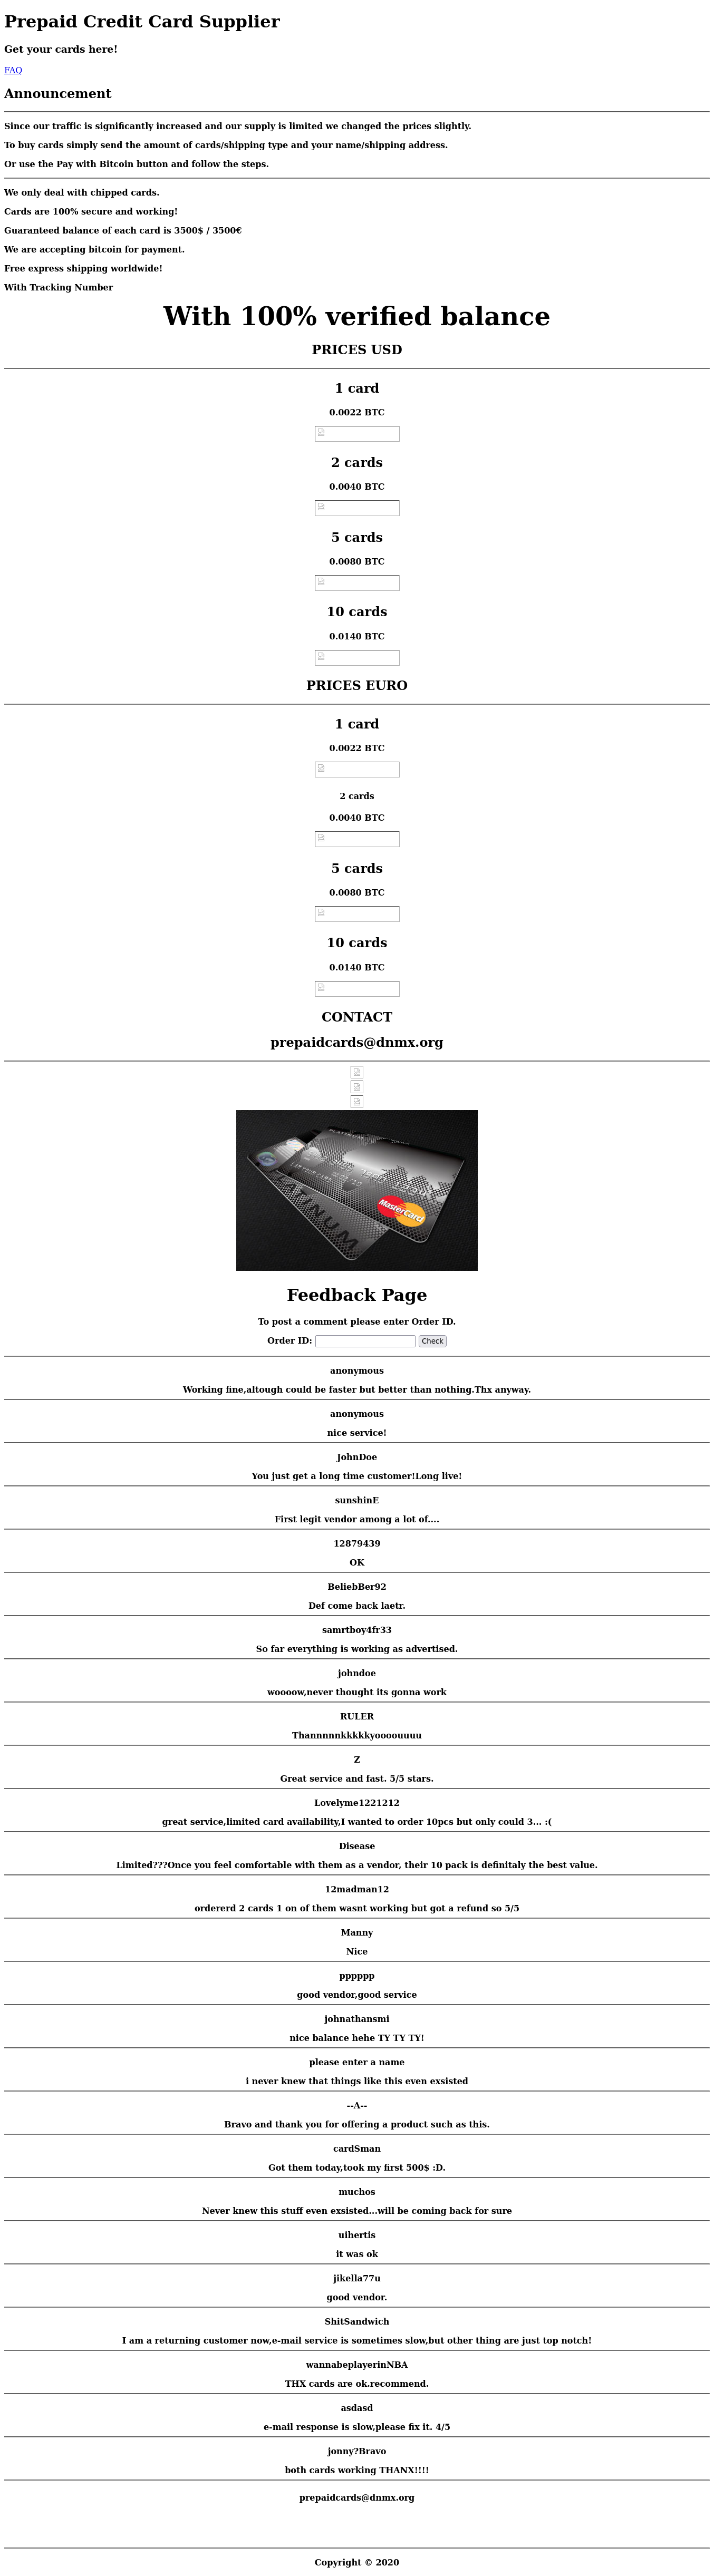 Prepaid Credit Card Supplier
Get your cards here!
FAQ
Announcement
Since our traffic is significantly increased and our supply is limited we changed the prices slightly.
To buy cards simply send the amount of cards/shipping type and your name/shipping address.
Or use the Pay with Bitcoin button and follow the steps.
We only deal with chipped cards.
Cards are 100% secure and working!
Guaranteed balance of each card is 3500$ / 3500€
We are accepting bitcoin for payment.
Free express shipping worldwide!
With Tracking Number
With 100% verified balance
PRICES USD
1 card
0.0022 BTC
2 cards
0.0040 BTC
5 cards
0.0080 BTC
10 cards
0.0140 BTC
PRICES EURO
1 card
0.0022 BTC
2 cards
0.0040 BTC
5 cards
0.0080 BTC
10 cards
0.0140 BTC
CONTACT
prepaidcards@dnmx.org
PLATINUM
MasterCard
Feedback Page
To post a comment please enter Order ID.
Order ID: Check
anonymous
Working fine,altough could be faster but better than nothing.Thx anyway.
anonymous
nice service!
JohnDoe
You just get a long time customer!Long live!
sunshinE
First legit vendor among a lot of....
12879439
OK
BeliebBer92
Def come back laetr.
samrtboy4fr33
So far everything is working as advertised.
johndoe
woooow,never thought its gonna work
RULER
Thannnnnkkkkkyoooouuuu
Z
Great service and fast. 5/5 stars.
Lovelyme1221212
great service,limited card availability,I wanted to order 10pcs but only could 3... :(
Disease
Limited???Once you feel comfortable with them as a vendor, their 10 pack is definitaly the best value.
12madman12
ordererd 2 cards 1 on of them wasnt working but got a refund so 5/5
Manny
Nice
pppppp
good vendor,good service
johnathansmi
nice balance hehe TY TY TY!
please enter a name
i never knew that things like this even exsisted
--A--
Bravo and thank you for offering a product such as this.
cardSman
Got them today,took my first 500$ :D.
muchos
Never knew this stuff even exsisted...will be coming back for sure
uihertis
it was ok
jikella77u
good vendor.
ShitSandwich
I am a returning customer now,e-mail service is sometimes slow,but other thing are just top notch!
wannabeplayerinNBA
THX cards are ok.recommend.
asdasd
e-mail response is slow,please fix it. 4/5
jonny?Bravo
both cards working THANX!!!!
prepaidcards@dnmx.org
Copyright © 2020